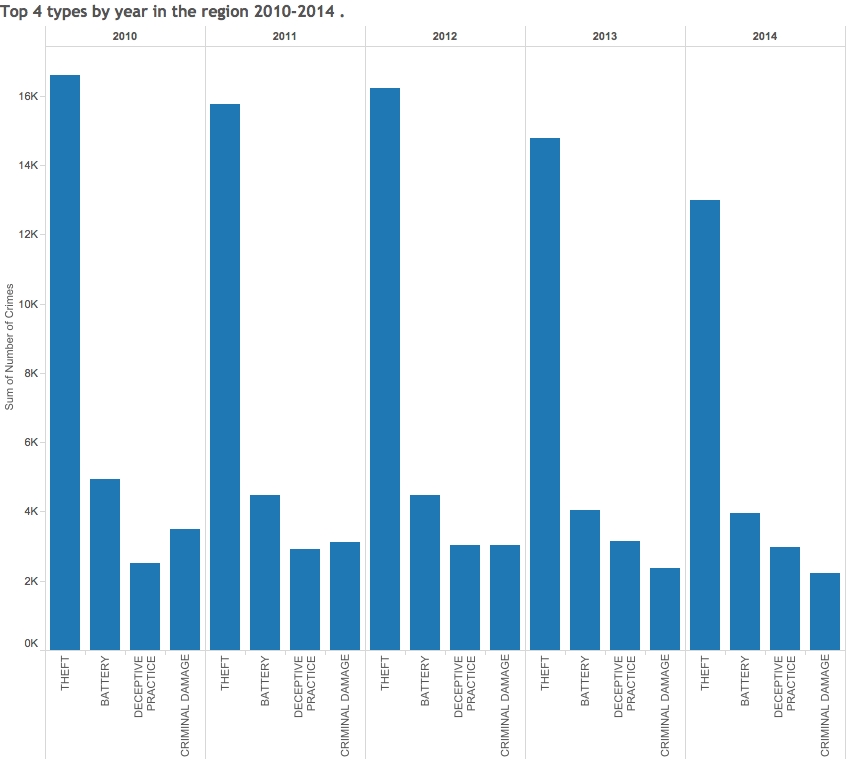 Top 4 types by year in the region 2010-2014 .
2010 2011 2012 2013 2014
Sum of Number of Crimes
16K
14K
12K
10K
8K
6K
4K
2K
0K
THEFT
BATTERY
DECEPTIVE
PRACTICE
CRIMINAL DAMAGE
THEFT
BATTERY
DECEPTIVE
PRACTICE
CRIMINAL DAMAGE
THEFT
BATTERY
DECEPTIVE
PRACTICE
CRIMINAL DAMAGE
THEFT
BATTERY
DECEPTIVE
PRACTICE
CRIMINAL DAMAGE
THEFT
BATTERY
DECEPTIVE
PRACTICE
CRIMINAL DAMAGE